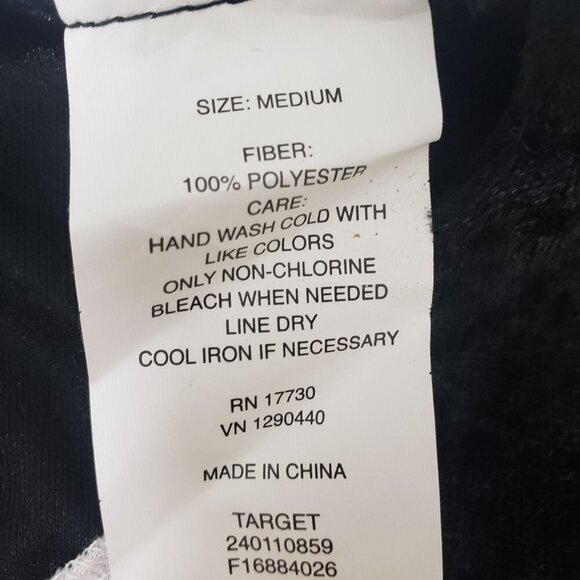 SIZE: MEDIUM
FIBER:
100% POLYESTER
CARE:
HAND WASH COLD WITH
LIKE COLORS
ONLY NON-CHLORINE
BLEACH WHEN NEEDED
LINE DRY
COOL IRON IF NECESSARY
RN 17730
VN 1290440
MADE IN CHINA
TARGET
240110859
F16884026